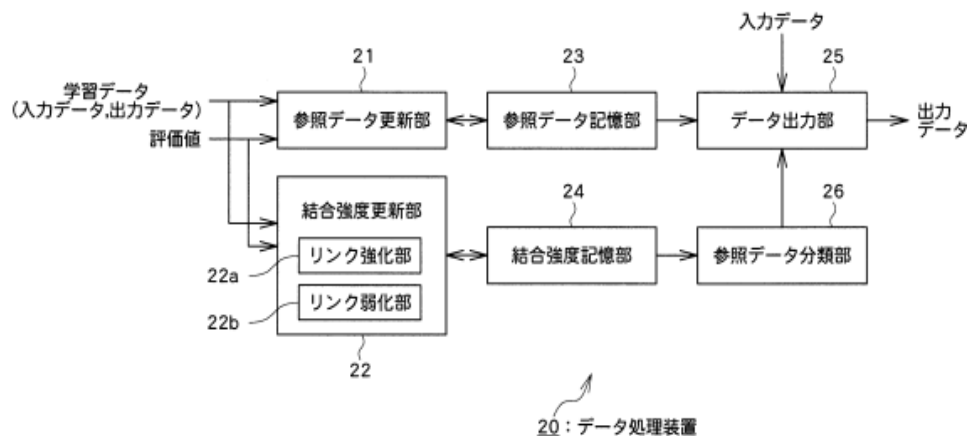 入力データ
21
23
25
学習データ
(入力データ,出力データ)
参照データ更新部
参照データ記憶部
データ出力部
出力
データ
評価値
結合強度更新部
24
26
リンク強化部
結合強度記憶部
参照データ分類部
22a
リンク弱化部
22b
22
20:データ処理装置